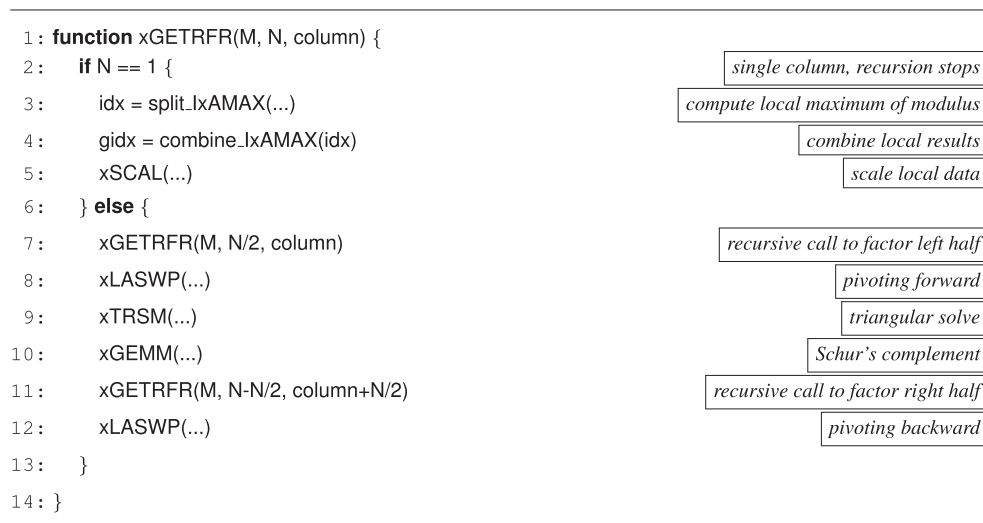 1: function xGETRFR(M, N, column) {
2: if N == 1 { single column, recursion stops
3: idx = split_IxAMAX(...) compute local maximum of modulus
4: gidx = combine_IxAMAX(idx) combine local results
5: xSCAL(...) scale local data
6: } else {
7: xGETRFR(M, N/2, column) recursive call to factor left half
8: xLASWP(...) pivoting forward
9: xTRSM(...) triangular solve
10: xGEMM(...) Schur's complement
11: xGETRFR(M, N-N/2, column+N/2) recursive call to factor right half
12: xLASWP(...) pivoting backward
13: }
14: }